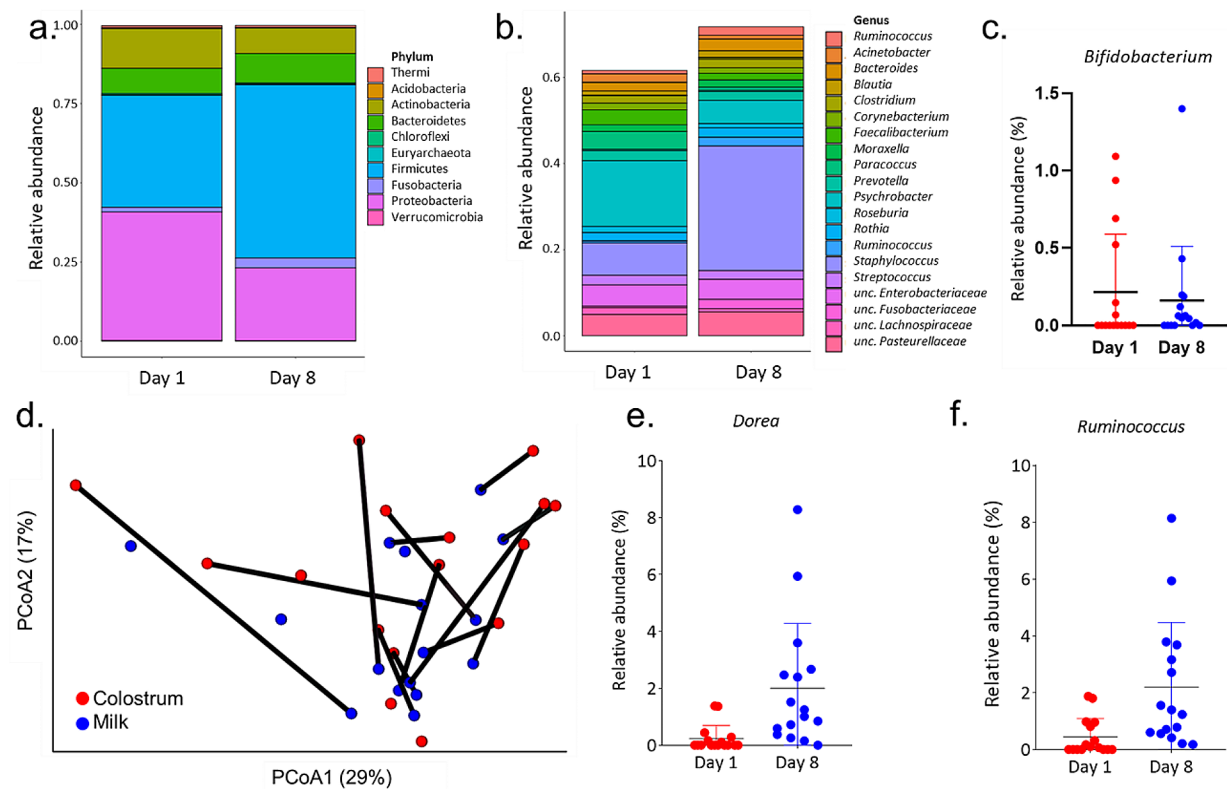 a.
1.00
0.75
0.50
0.25
0.00
Relative abundance
Day 1
Day 8
Phylum
Thermi
Acidobacteria
Actinobacteria
Bacteroidetes
Chloroflexi
Euryarchaeota
Firmicutes
Fusobacteria
Proteobacteria
Verrucomicrobia
b.
0.6
0.4
0.2
0.0
Relative abundance
Day 1
Day 8
Genus
Ruminococcus
Acinetobacter
Bacteroides
Blautia
Clostridium
Corynebacterium
Faecalibacterium
Moraxella
Paracoccus
Prevotella
Psychrobacter
Roseburia
Rothia
Ruminococcus
Staphylococcus
Streptococcus
unc. Enterobacteriaceae
unc. Fusobacteriaceae
unc. Lachnospiraceae
unc. Pasteurellaceae
c.
Bifidobacterium
1.5
1.0
0.5
0.0
Relative abundance (%)
Day 1
Day 8
d.
PCoA2 (17%)
Colostrum
Milk
PCoA1 (29%)
e.
Dorea
10
8
6
4
2
0
Relative abundance (%)
Day 1
Day 8
f.
Ruminococcus
10
8
6
4
2
0
Relative abundance (%)
Day 1
Day 8